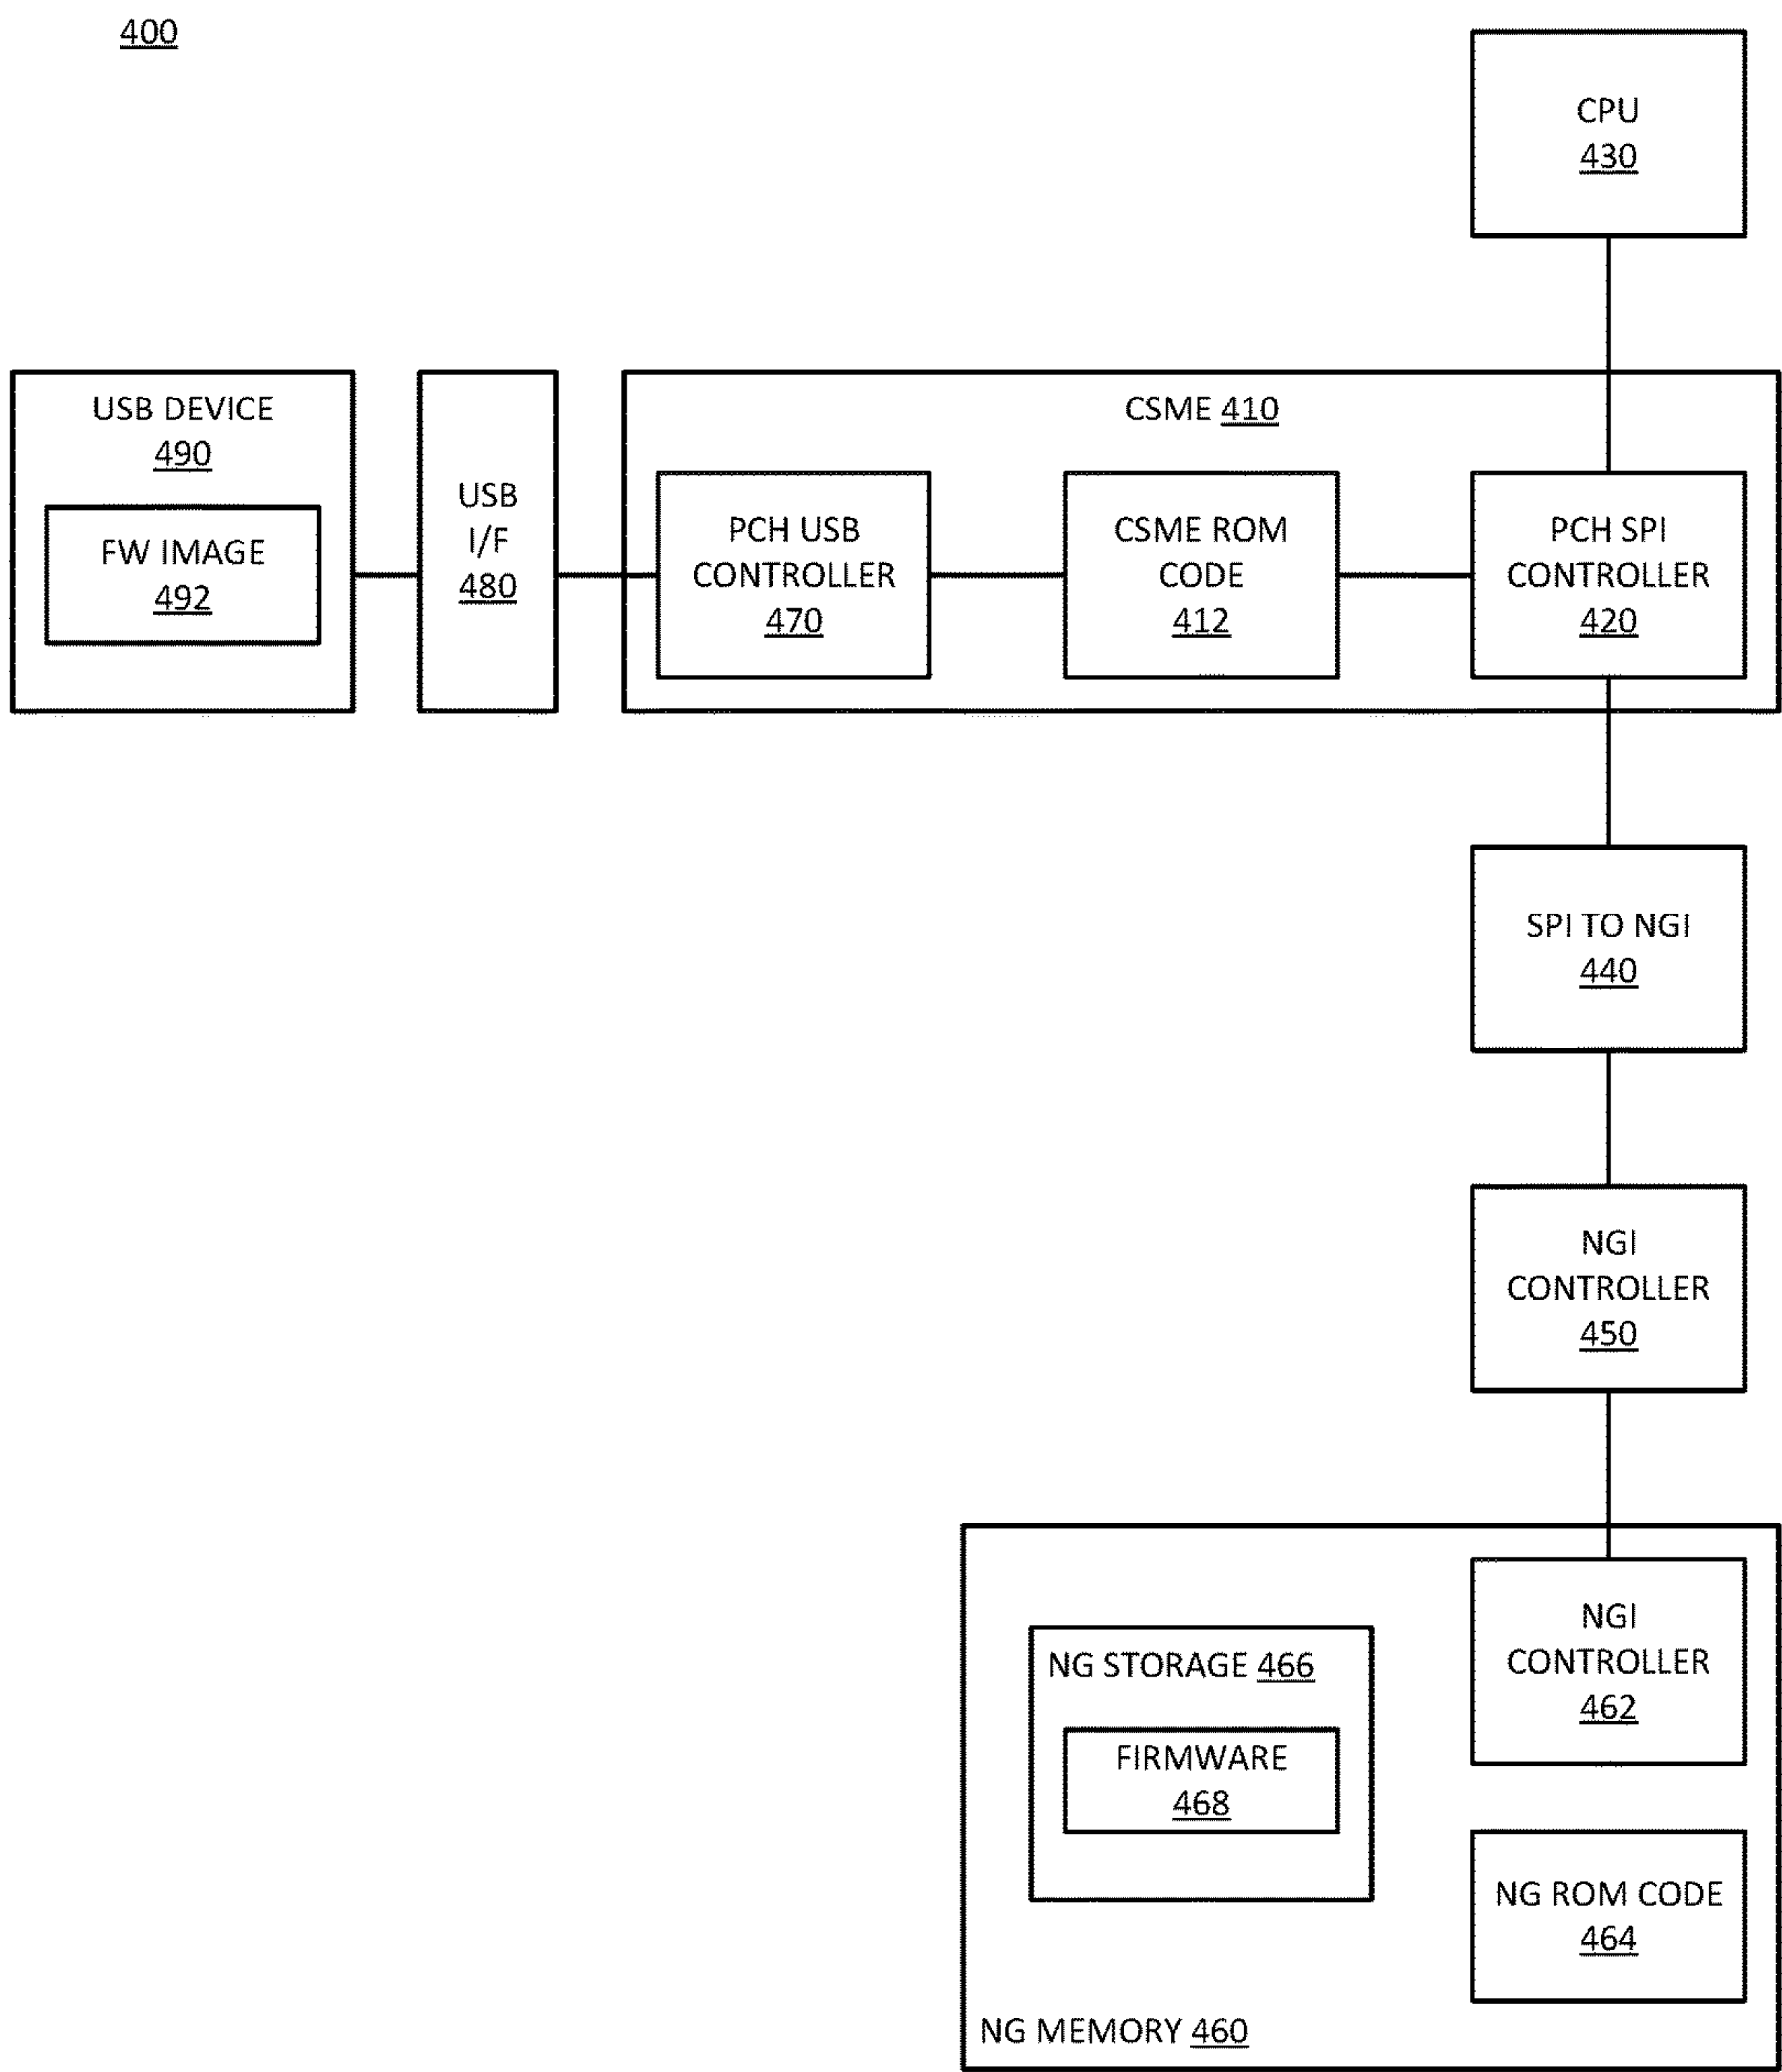 400
CPU
430
USB DEVICE
490
FW IMAGE
492
USB
I/F
480
CSME 410
PCH USB
CONTROLLER
470
CSME ROM
CODE
412
PCH SPI
CONTROLLER
420
SPI TO NGI
440
NGI
CONTROLLER
450
NG STORAGE 466
FIRMWARE
468
NGI
CONTROLLER
462
NG ROM CODE
464
NG MEMORY 460